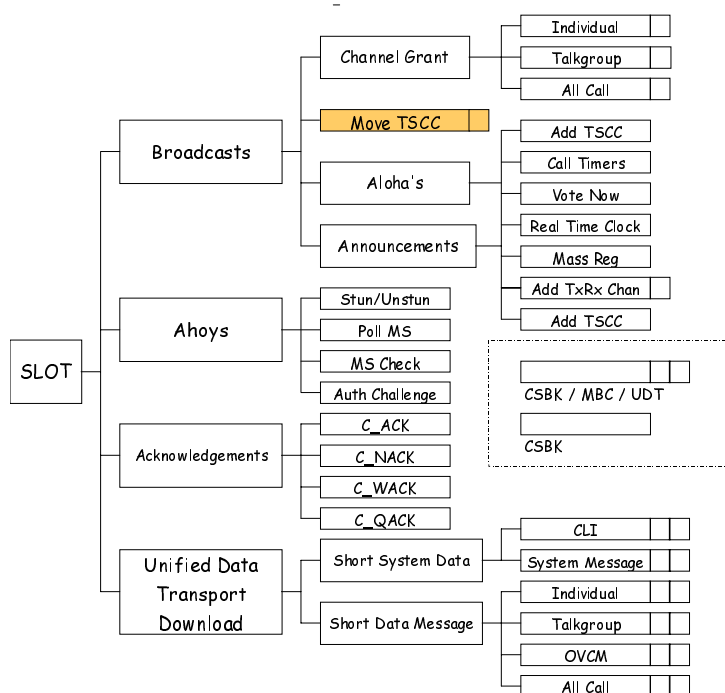 SLOT
Broadcasts
Channel Grant
Individual
Talkgroup
All Call
Move TSCC
Aloha's
Announcements
Add TSCC
Call Timers
Vote Now
Real Time Clock
Mass Reg
Add TxRx Chan
Add TSCC
Ahoys
Stun/Unstun
Poll MS
MS Check
Auth Challenge
Acknowledgements
C_ACK
C_NACK
C_WACK
C_QACK
Unified Data
Transport
Download
Short System Data
CLI
System Message
Short Data Message
Individual
Talkgroup
OVCM
All Call
CSBK / MBC / UDT
CSBK